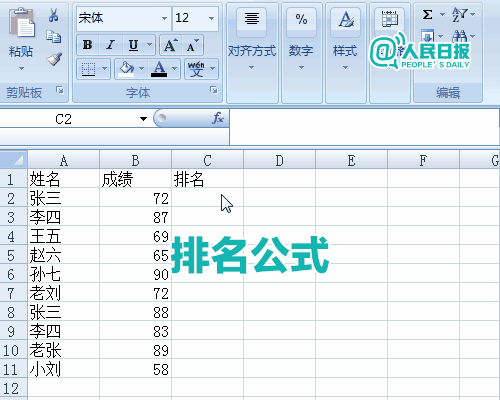 宋体 12
粘贴
B I U A A
A wén 文
对齐方式 % 数字 A 样式 Σ
剪贴板 字体 编辑
@人民日报
PEOPLE'S DAILY
C2 fx
A B C D E F G
1 姓名 成绩 排名
2 张三 72
3 李四 87
4 王五 69
5 赵六 65
6 孙七 90
7 老刘 72
8 张三 88
9 李四 83
10 老张 89
11 小刘 58
12
排名公式